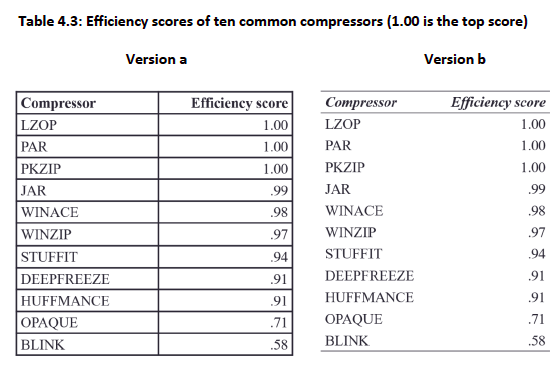 Table 4.3: Efficiency scores of ten common compressors (1.00 is the top score)
Version a
Compressor Efficiency score
LZOP 1.00
PAR 1.00
PKZIP 1.00
JAR .99
WINACE .98
WINZIP .97
STUFFIT .94
DEEPFREEZE .91
HUFFMANCE .91
OPAQUE .71
BLINK .58
Version b
Compressor Efficiency score
LZOP 1.00
PAR 1.00
PKZIP 1.00
JAR .99
WINACE .98
WINZIP .97
STUFFIT .94
DEEPFREEZE .91
HUFFMANCE .91
OPAQUE .71
BLINK .58